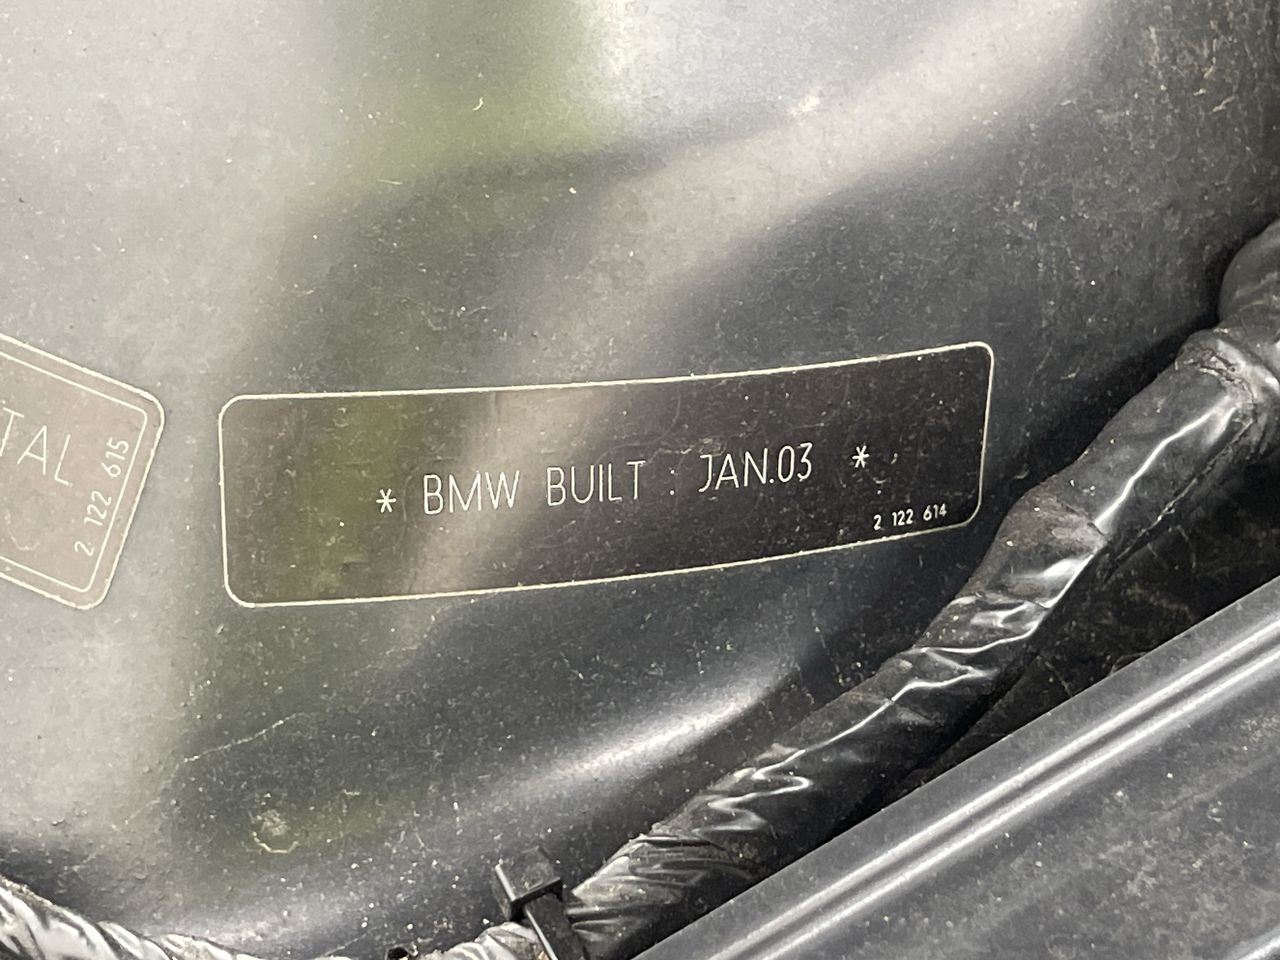 TAL
2 122 615
* BMW BUILT : JAN.03 *
2 122 614